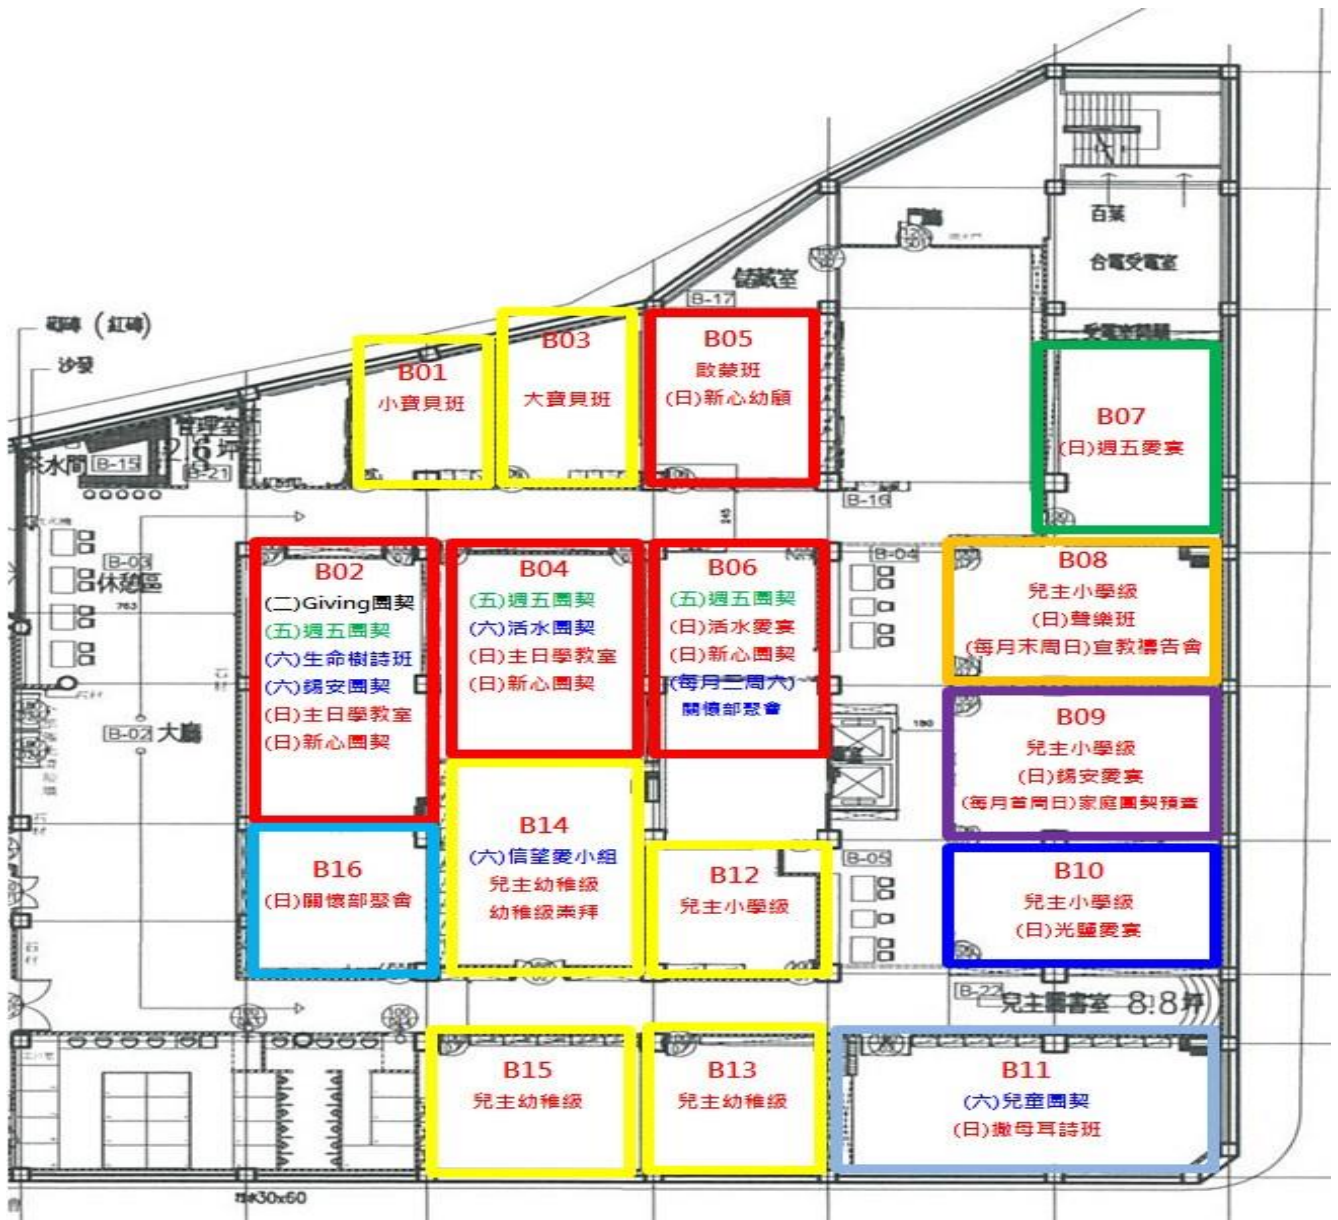 百葉
台電受電室
儲藏室
B-17
(紅磚)
沙發
B01
小寶貝班
B03
大寶貝班
B05
啟蒙班
(日)新心幼顧
B07
(日)週五愛宴
管理室
茶水間
B-15
B-21
B-16
245
B-03
休憩區
763
B02
(二)Giving團契
(五)週五團契
(六)生命樹詩班
(六)錫安團契
(日)主日學教室
(日)新心團契
B04
(五)週五團契
(六)活水團契
(日)主日學教室
(日)新心團契
B06
(五)週五團契
(日)活水愛宴
(日)新心團契
(每月二周六)
關懷部聚會
B-04
B08
兒主小學級
(日)聲樂班
(每月末周日)宣教禱告會
B-02 大廳
190
B09
兒主小學級
(日)錫安愛宴
(每月首周日)家庭團契預查
B16
(日)關懷部聚會
B14
(六)信望愛小組
兒主幼稚級
幼稚級崇拜
B12
兒主小學級
B-05
B10
兒主小學級
(日)光鹽愛宴
B-22
兒主圖書室 8.8坪
B15
兒主幼稚級
B13
兒主幼稚級
B11
(六)兒童團契
(日)撒母耳詩班
30x60